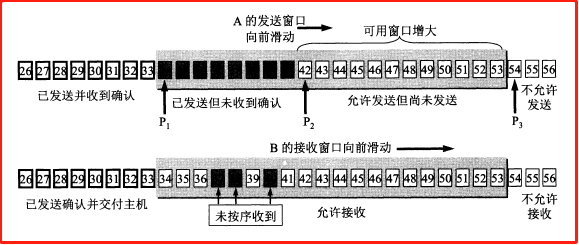 A 的发送窗口
向前滑动
可用窗口增大
26 27 28 29 30 31 32 33 42 43 44 45 46 47 48 49 50 51 52 53 54 55 56
已发送并收到确认 已发送但未收到确认 允许发送但尚未发送 不允许
发送
P1 P2 P3
B 的接收窗口向前滑动
26 27 28 29 30 31 32 33 34 35 36 39 41 42 43 44 45 46 47 48 49 50 51 52 53 54 55 56
已发送确认并交付主机 未按序收到 允许接收 不允许
接收